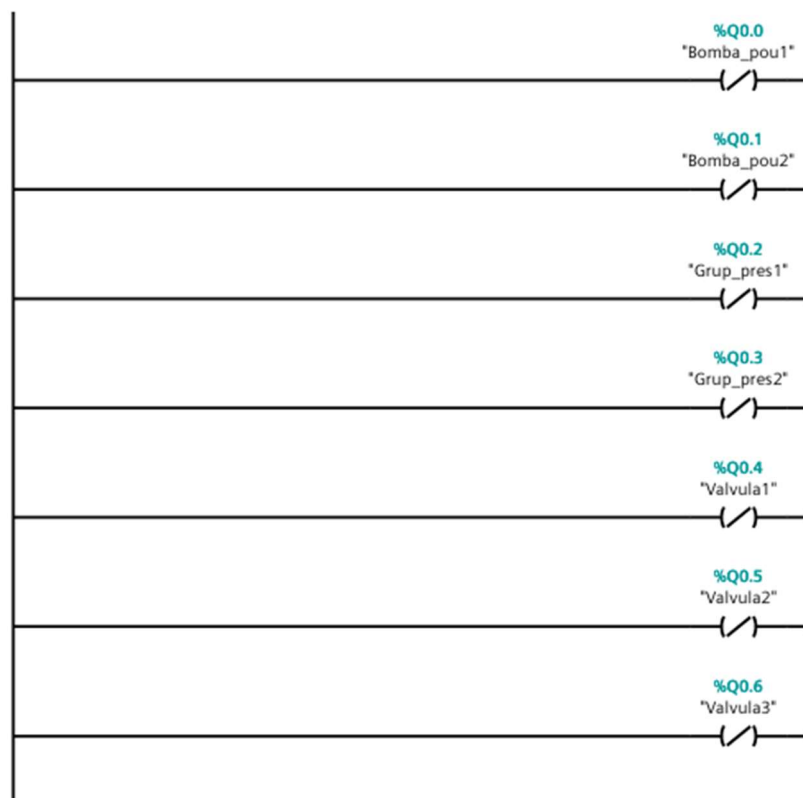 %Q0.0
"Bomba_pou1"
%Q0.1
"Bomba_pou2"
%Q0.2
"Grup_pres1"
%Q0.3
"Grup_pres2"
%Q0.4
"Valvula1"
%Q0.5
"Valvula2"
%Q0.6
"Valvula3"